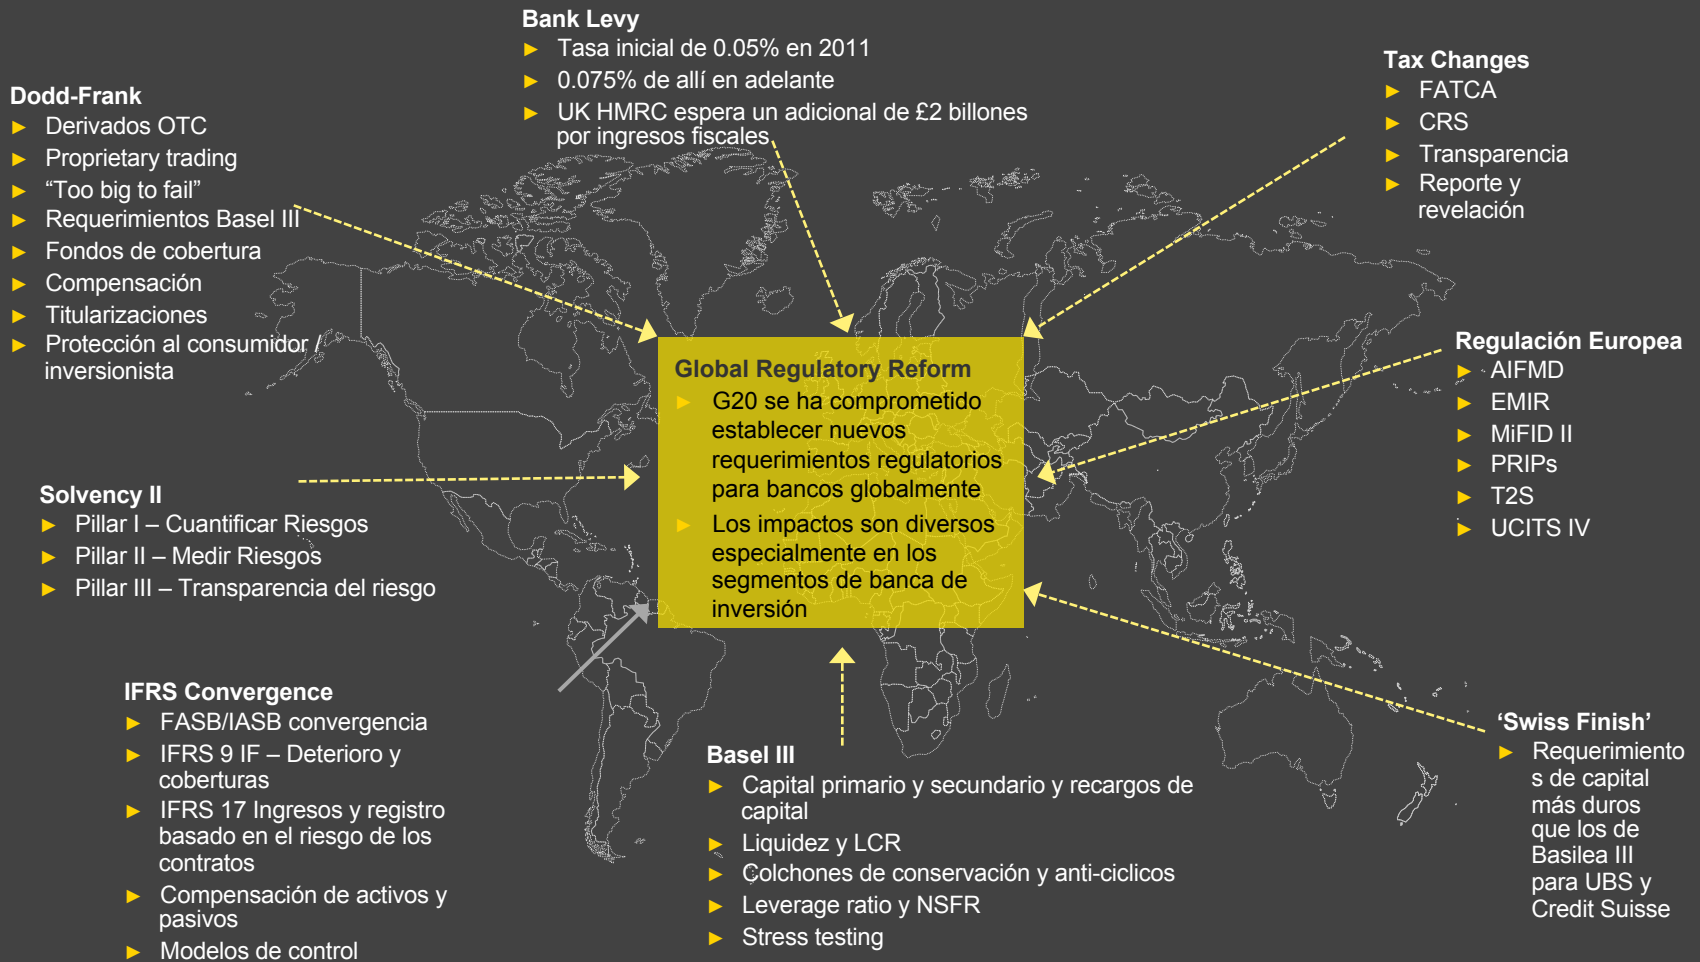 Bank Levy
► Tasa inicial de 0.05% en 2011
► 0.075% de allí en adelante
► UK HMRC espera un adicional de £2 billones
por ingresos fiscales
Tax Changes
► FATCA
► CRS
► Transparencia
► Reporte y
revelación
Dodd-Frank
► Derivados OTC
► Proprietary trading
► “Too big to fail”
► Requerimientos Basel III
► Fondos de cobertura
► Compensación
► Titularizaciones
► Protección al consumidor /
inversionista
Global Regulatory Reform
► G20 se ha comprometido
establecer nuevos
requerimientos regulatorios
para bancos globalmente
► Los impactos son diversos
especialmente en los
segmentos de banca de
inversión
Regulación Europea
► AIFMD
► EMIR
► MiFID II
► PRIPs
► T2S
► UCITS IV
Solvency II
► Pillar I – Cuantificar Riesgos
► Pillar II – Medir Riesgos
► Pillar III – Transparencia del riesgo
IFRS Convergence
► FASB/IASB convergencia
► IFRS 9 IF – Deterioro y
coberturas
► IFRS 17 Ingresos y registro
basado en el riesgo de los
contratos
► Compensación de activos y
pasivos
► Modelos de control
Basel III
► Capital primario y secundario y recargos de
capital
► Liquidez y LCR
► Colchones de conservación y anti-ciclicos
► Leverage ratio y NSFR
► Stress testing
‘Swiss Finish’
► Requerimiento
s de capital
más duros
que los de
Basilea III
para UBS y
Credit Suisse